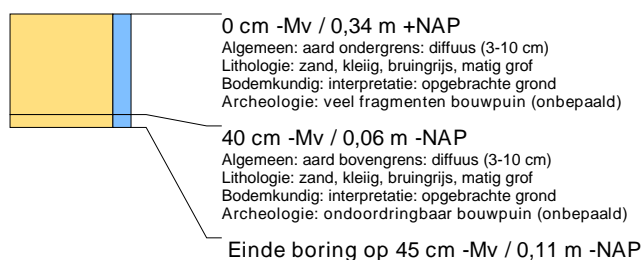 0 cm -Mv / 0,34 m +NAP
Algemeen: aard ondergrens: diffuus (3-10 cm)
Lithologie: zand, kleiig, bruingrijs, matig grof
Bodemkundig: interpretatie: opgebrachte grond
Archeologie: veel fragmenten bouwpuin (onbepaald)
40 cm -Mv / 0,06 m -NAP
Algemeen: aard bovengrens: diffuus (3-10 cm)
Lithologie: zand, kleiig, bruingrijs, matig grof
Bodemkundig: interpretatie: opgebrachte grond
Archeologie: ondoordringbaar bouwpuin (onbepaald)
Einde boring op 45 cm -Mv / 0,11 m -NAP